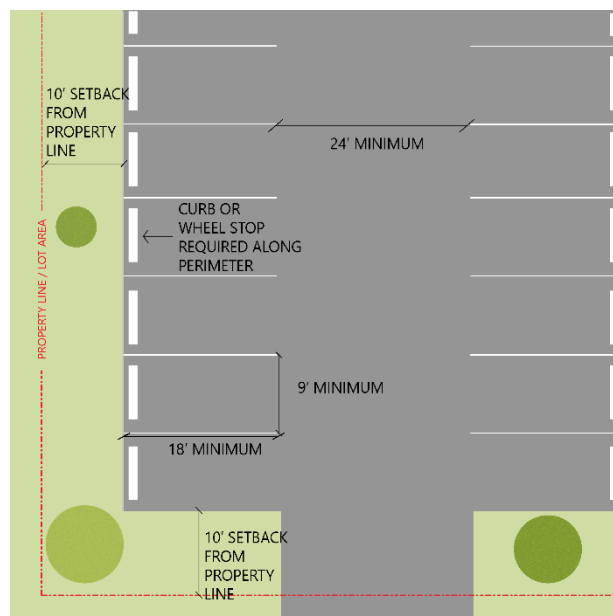 10' SETBACK
FROM
PROPERTY
LINE
24' MINIMUM
CURB OR
WHEEL STOP
REQUIRED ALONG
PERIMETER
PROPERTY LINE / LOT AREA
9' MINIMUM
18' MINIMUM
10' SETBACK
FROM
PROPERTY
LINE